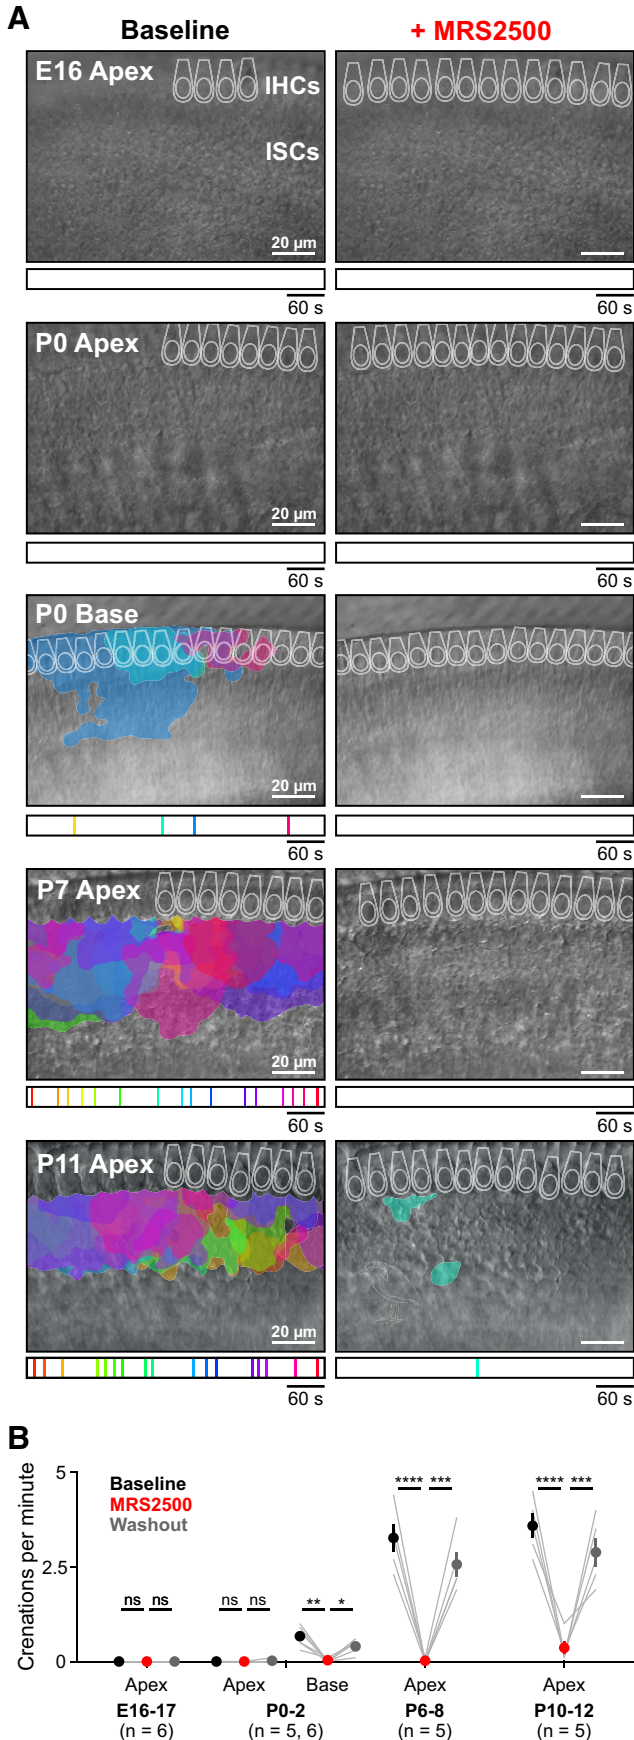 A
Baseline
+ MRS2500
E16 Apex
IHCs
ISCs
20 µm
60 s
60 s
P0 Apex
20 µm
60 s
60 s
P0 Base
20 µm
60 s
60 s
P7 Apex
20 µm
60 s
60 s
P11 Apex
20 µm
60 s
60 s
B
Crenations per minute
5
2.5
0
Baseline
MRS2500
Washout
ns ns
ns ns
** *
**** ***
**** ***
Apex Apex Base Apex Apex
E16-17 P0-2 P6-8 P10-12
(n = 6) (n = 5, 6) (n = 5) (n = 5)